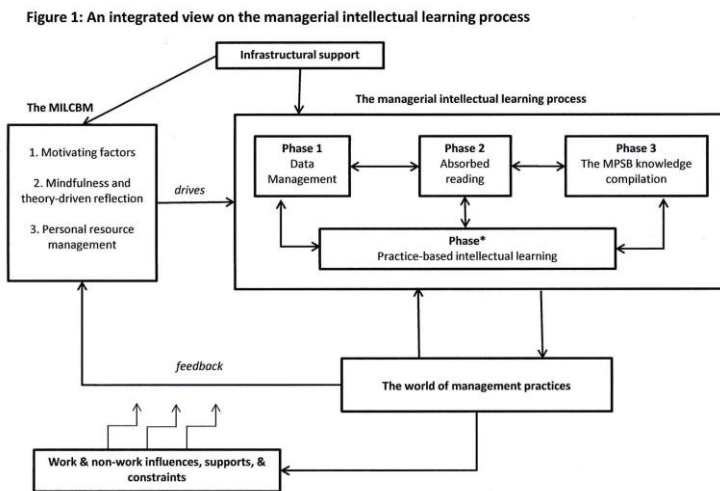 Figure 1: An integrated view on the managerial intellectual learning process
Infrastructural support
The MILCBM
The managerial intellectual learning process
1. Motivating factors
2. Mindfulness and
theory-driven reflection
3. Personal resource
management
drives
Phase 1
Data
Management
Phase 2
Absorbed
reading
Phase 3
The MPSB knowledge
compilation
Phase*
Practice-based intellectual learning
feedback
The world of management practices
Work & non-work influences, supports, &
constraints